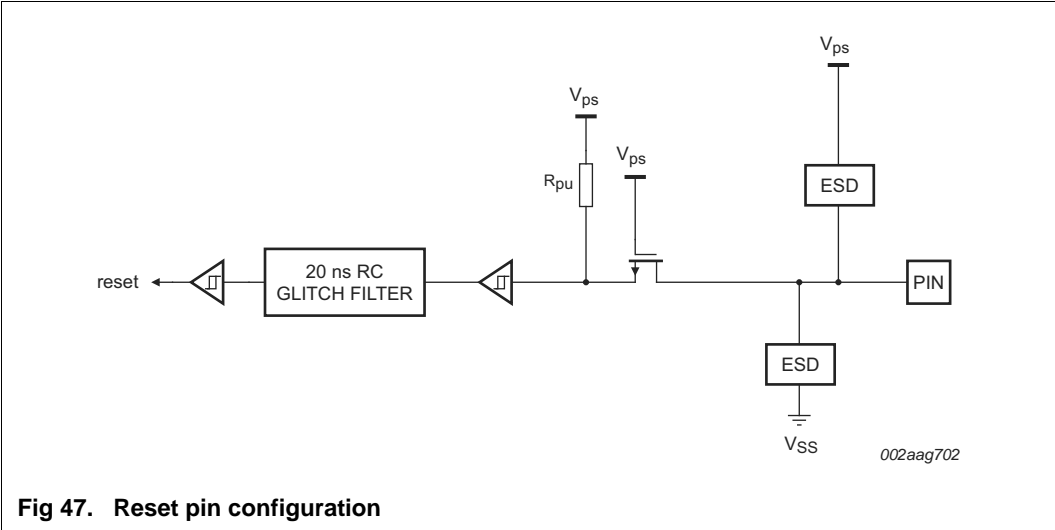 Vps
Vps
Vps
Rpu
ESD
reset
20 ns RC
GLITCH FILTER
PIN
ESD
VSS
002aag702
Fig 47. Reset pin configuration